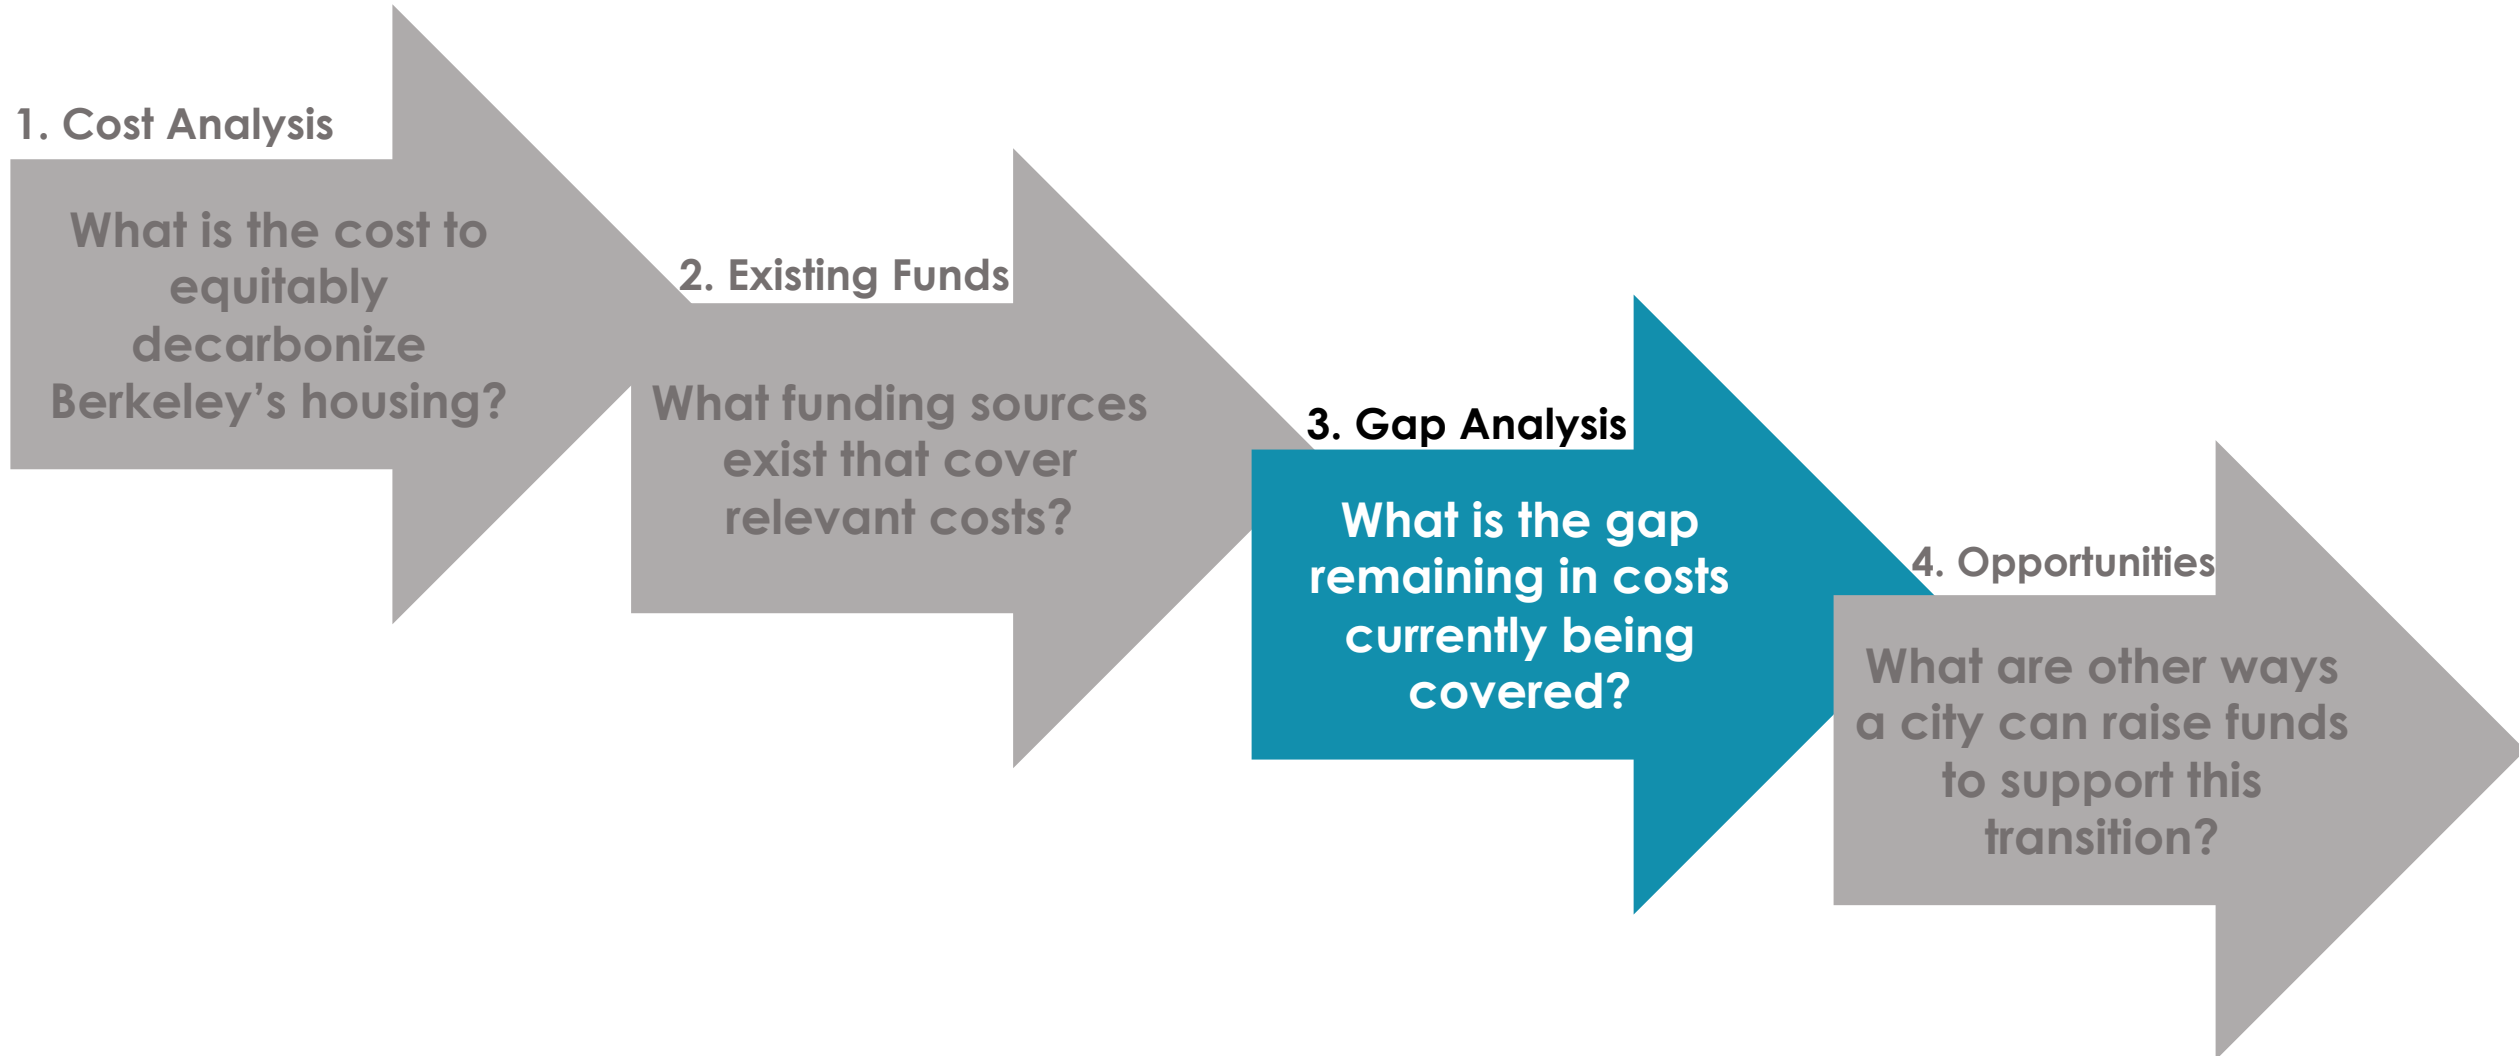 1. Cost Analysis
What is the cost to
equitably
decarbonize
Berkeley’s housing?
2. Existing Funds
What funding sources
exist that cover
relevant costs?
3. Gap Analysis
What is the gap
remaining in costs
currently being
covered?
4. Opportunities
What are other ways
a city can raise funds
to support this
transition?